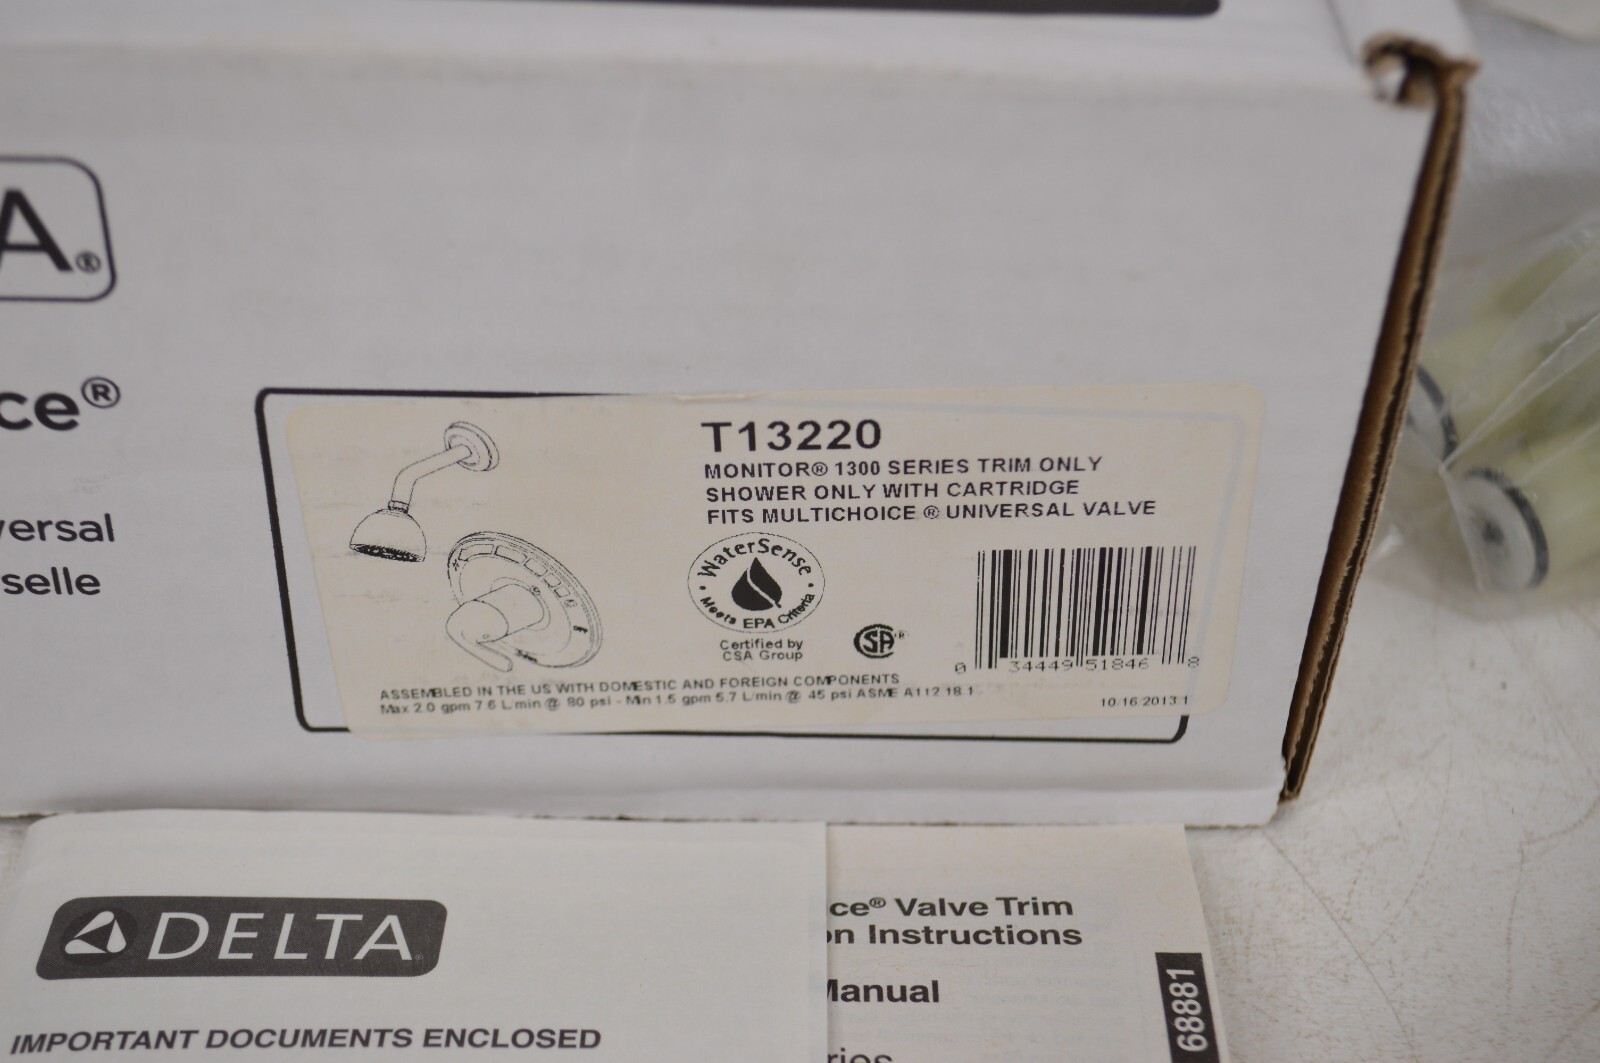 A®
ce®
versal
selle
T13220
MONITOR® 1300 SERIES TRIM ONLY
SHOWER ONLY WITH CARTRIDGE
FITS MULTICHOICE ® UNIVERSAL VALVE
WaterSense
Meets EPA Criteria
Certified by
CSA Group
SA®
0 34449 51846 8
ASSEMBLED IN THE US WITH DOMESTIC AND FOREIGN COMPONENTS
Max 2.0 gpm 7.6 L/min @ 80 psi - Min 1.5 gpm 5.7 L/min @ 45 psi ASME A112.18.1
10/16/2013 1
DELTA®
IMPORTANT DOCUMENTS ENCLOSED
ce® Valve Trim
on Instructions
Manual
ries
68881